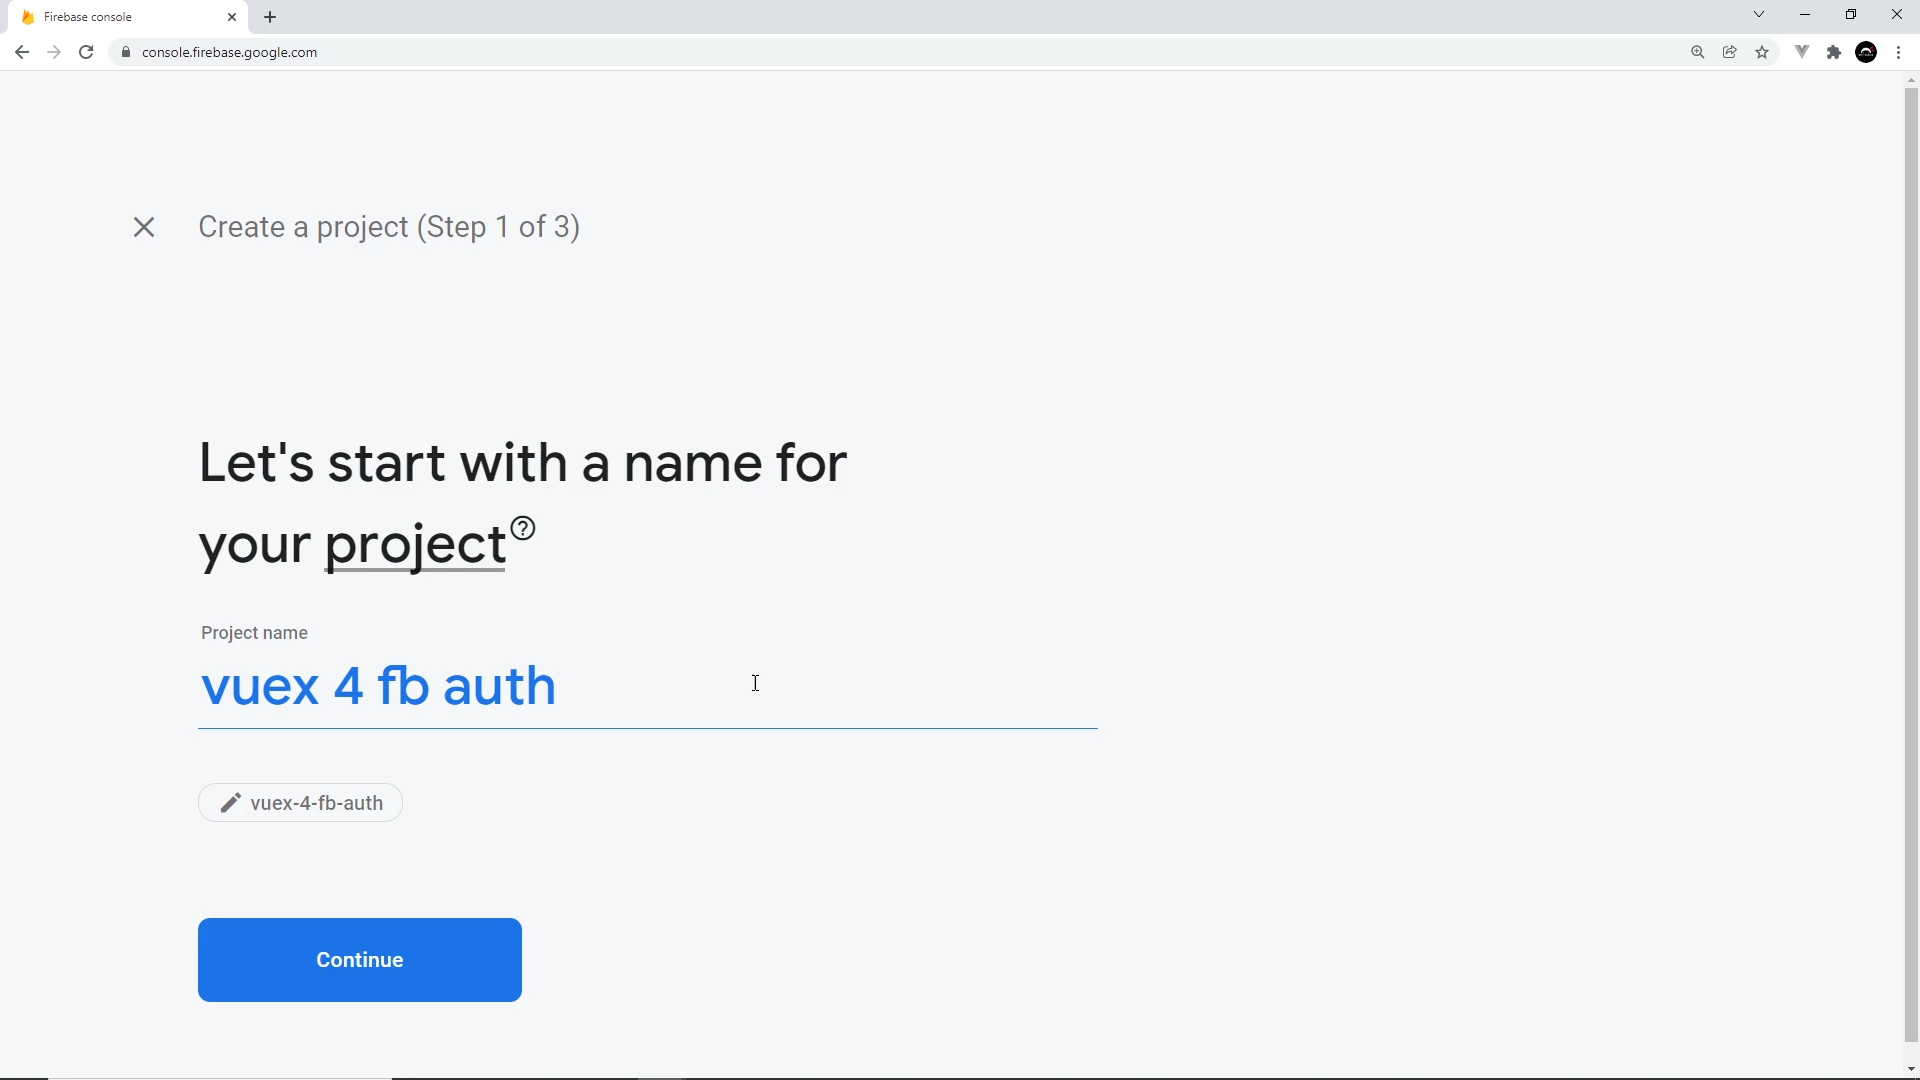 Firebase console
console.firebase.google.com
Create a project (Step 1 of 3)
Let's start with a name for
your project
Project name
vuex 4 fb auth
vuex-4-fb-auth
Continue